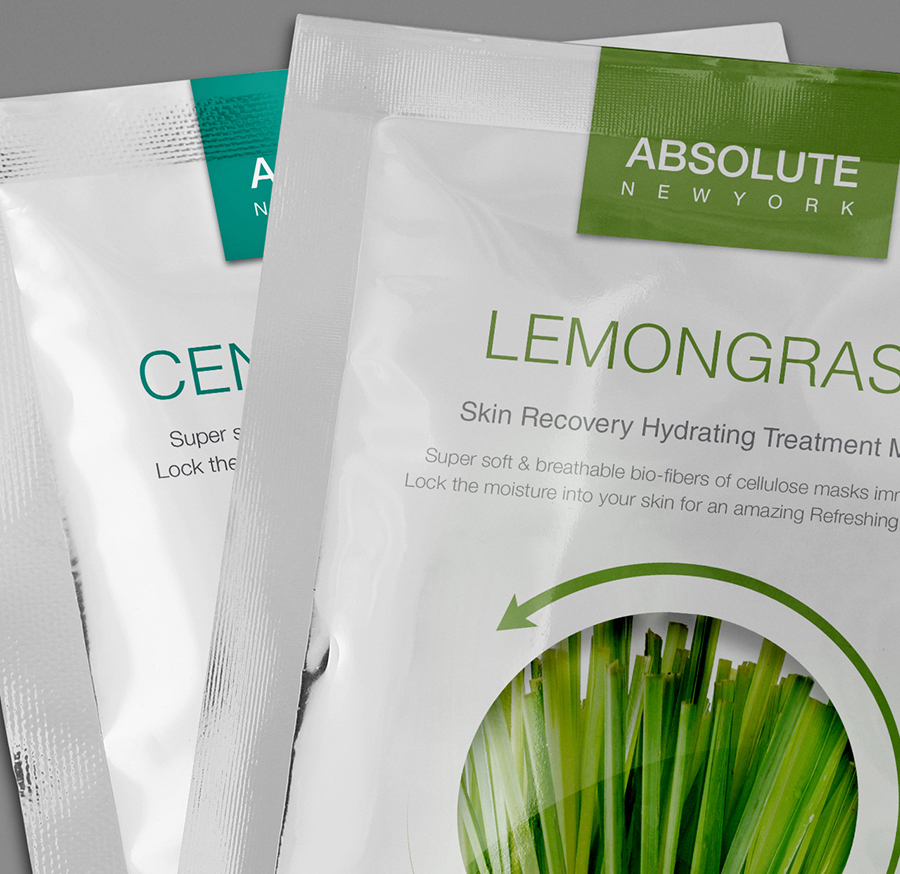 ABSOLUTE
NEWYORK
LEMONGRAS
Skin Recovery Hydrating Treatment M
Super soft & breathable bio-fibers of cellulose masks imr
Lock the moisture into your skin for an amazing Refreshing
A
N
CEN
Super s
Lock the